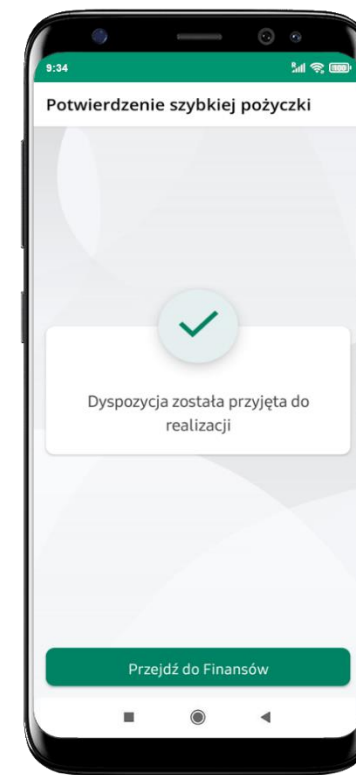 9:34
Potwierdzenie szybkiej pożyczki
Dyspozycja została przyjęta do
realizacji
Przejdź do Finansów